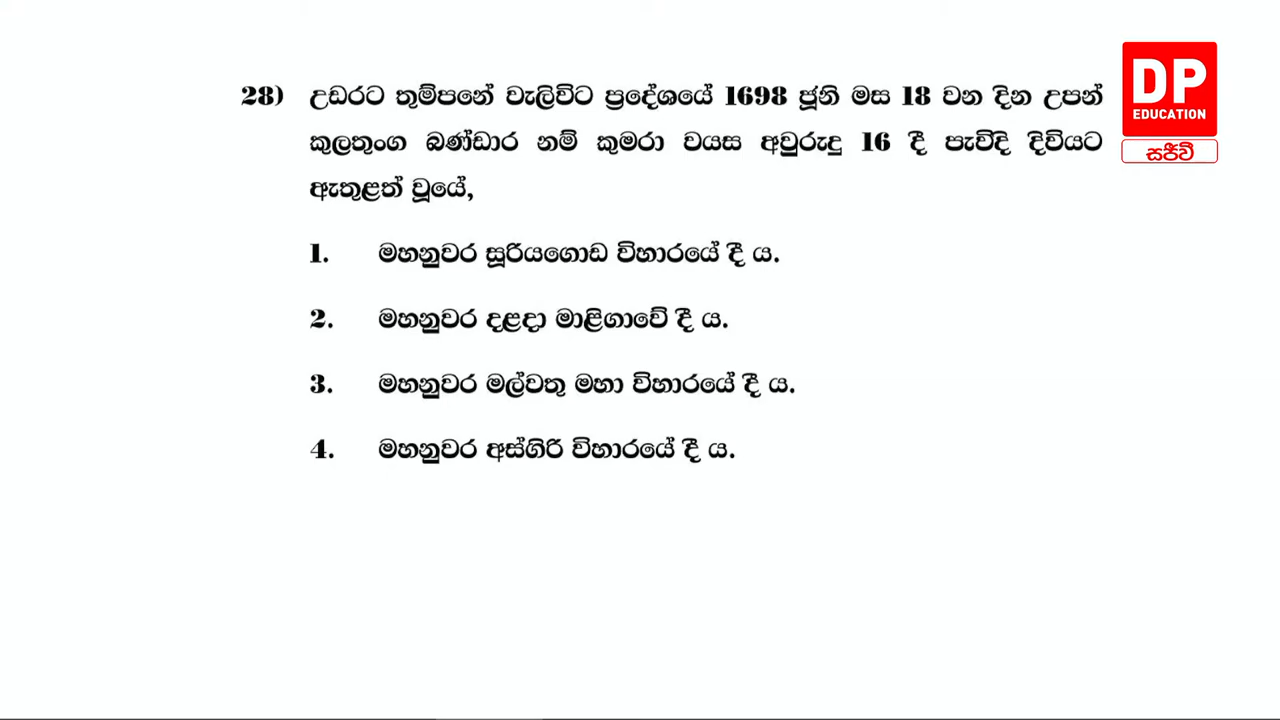 28) උඩරට තුම්පනේ වැලිවිට ප්‍රදේශයේ 1698 ජූනි මස 18 වන දින උපන්
කුලතුංග බණ්ඩාර නම් කුමරා වයස අවුරුදු 16 දී පැවිදි දිවියට
ඇතුළත් වූයේ,
1. මහනුවර සූරියගොඩ විහාරයේ දී ය.
2. මහනුවර දළදා මාළිගාවේ දී ය.
3. මහනුවර මල්වතු මහා විහාරයේ දී ය.
4. මහනුවර අස්ගිරි විහාරයේ දී ය.
DP
EDUCATION
සජීවී